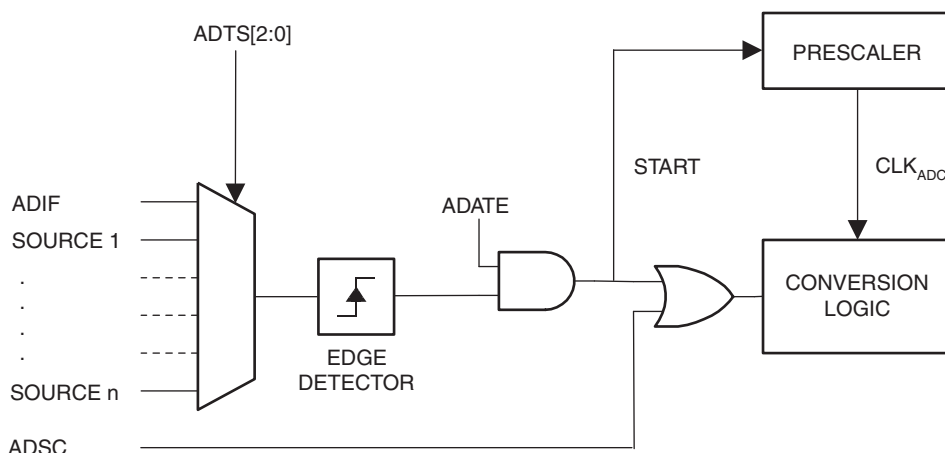 ADTS[2:0]
PRESCALER
START
CLKADC
ADIF
ADATE
SOURCE 1
.
.
.
.
CONVERSION
LOGIC
EDGE
DETECTOR
SOURCE n
ADSC